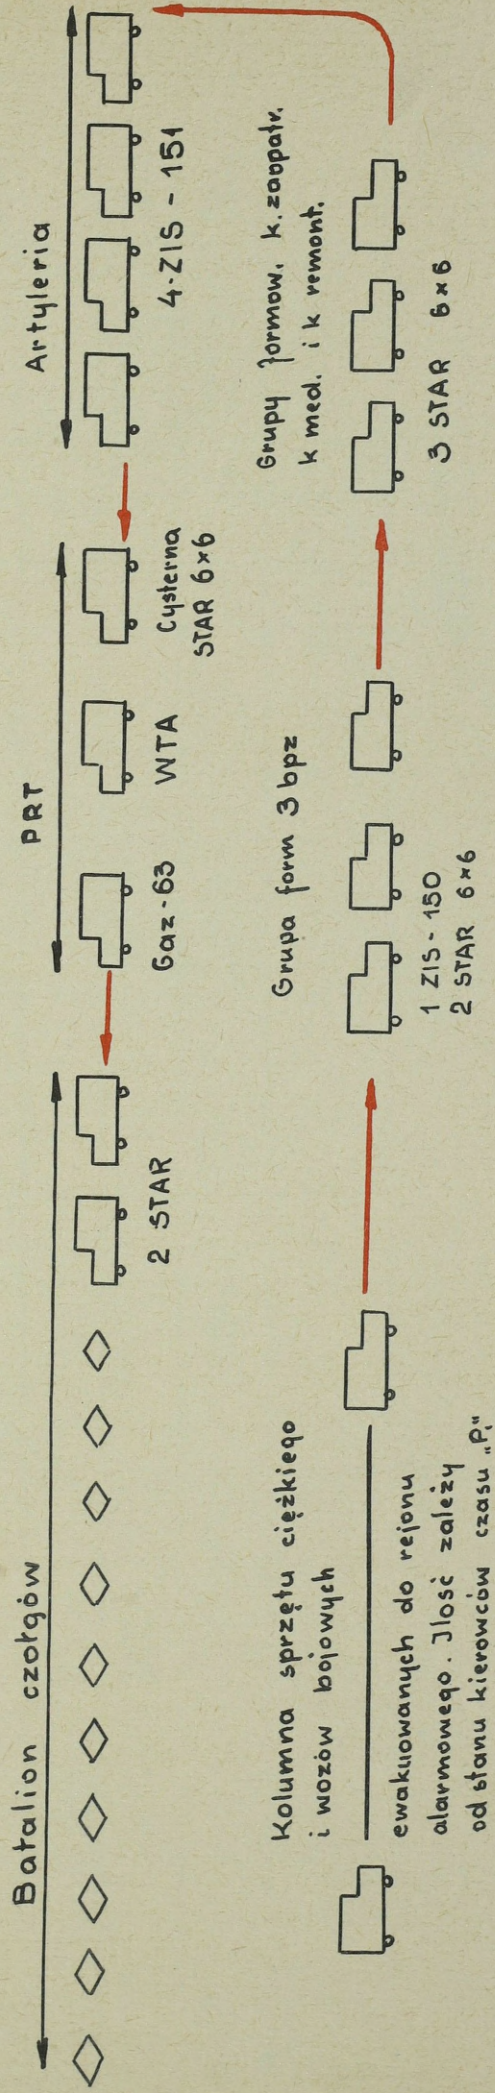 Batalion czołgów
2 STAR
PRT
Gaz-63
WTA
Cysterna
STAR 6×6
Artyleria
4-ZIS-151
Kolumna sprzętu ciężkiego
i wozów bojowych
ewakuowanych do rejonu
alarmowego. Ilość zależy
od stanu kierowców czasu „P."
Grupa form 3 bpz
1 ZIS-150
2 STAR 6×6
Grupy formow. k. zaopatr.
k med. i k remont.
3 STAR 6×6